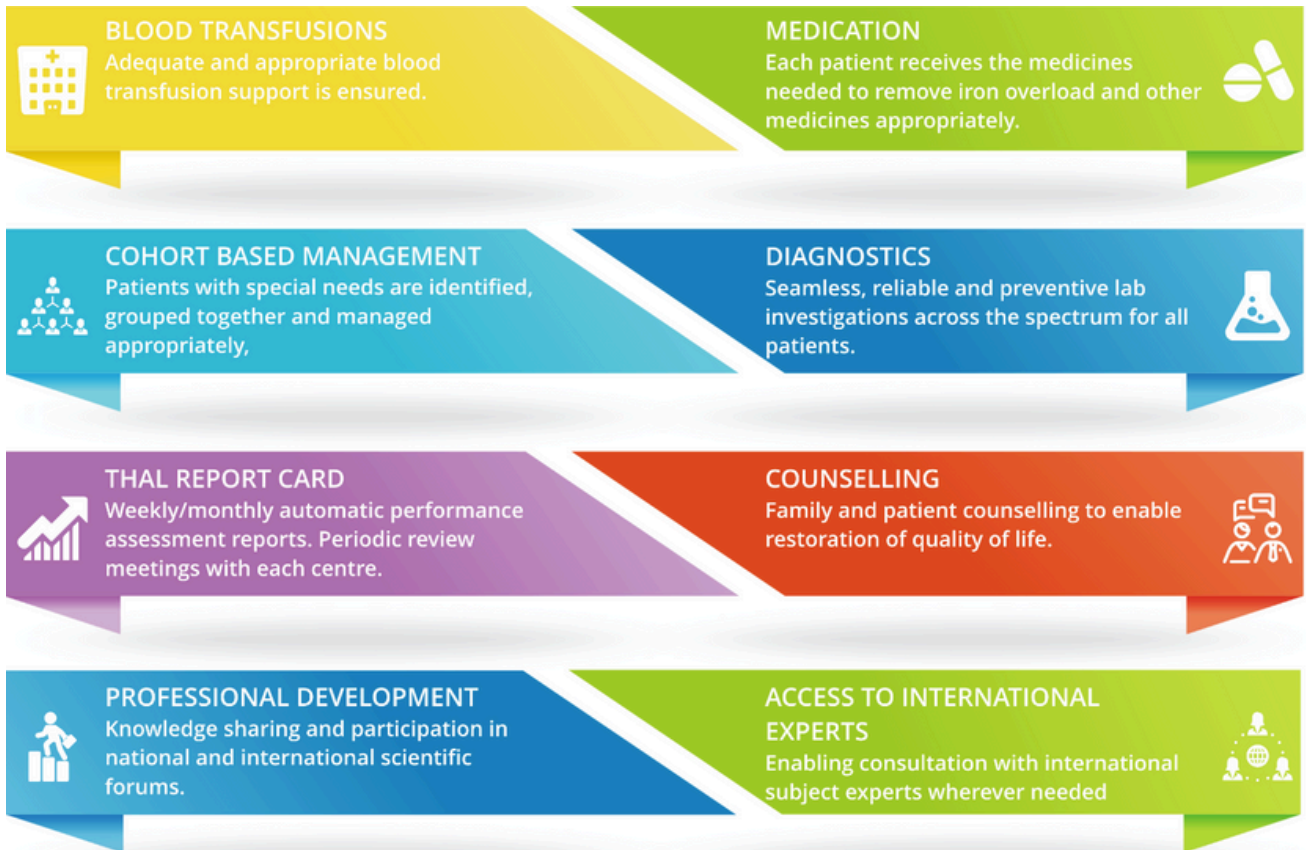 BLOOD TRANSFUSIONS
Adequate and appropriate blood
transfusion support is ensured.
MEDICATION
Each patient receives the medicines
needed to remove iron overload and other
medicines appropriately.
COHORT BASED MANAGEMENT
Patients with special needs are identified,
grouped together and managed
appropriately,
DIAGNOSTICS
Seamless, reliable and preventive lab
investigations across the spectrum for all
patients.
THAL REPORT CARD
Weekly/monthly automatic performance
assessment reports. Periodic review
meetings with each centre.
COUNSELLING
Family and patient counselling to enable
restoration of quality of life.
PROFESSIONAL DEVELOPMENT
Knowledge sharing and participation in
national and international scientific
forums.
ACCESS TO INTERNATIONAL
EXPERTS
Enabling consultation with international
subject experts wherever needed